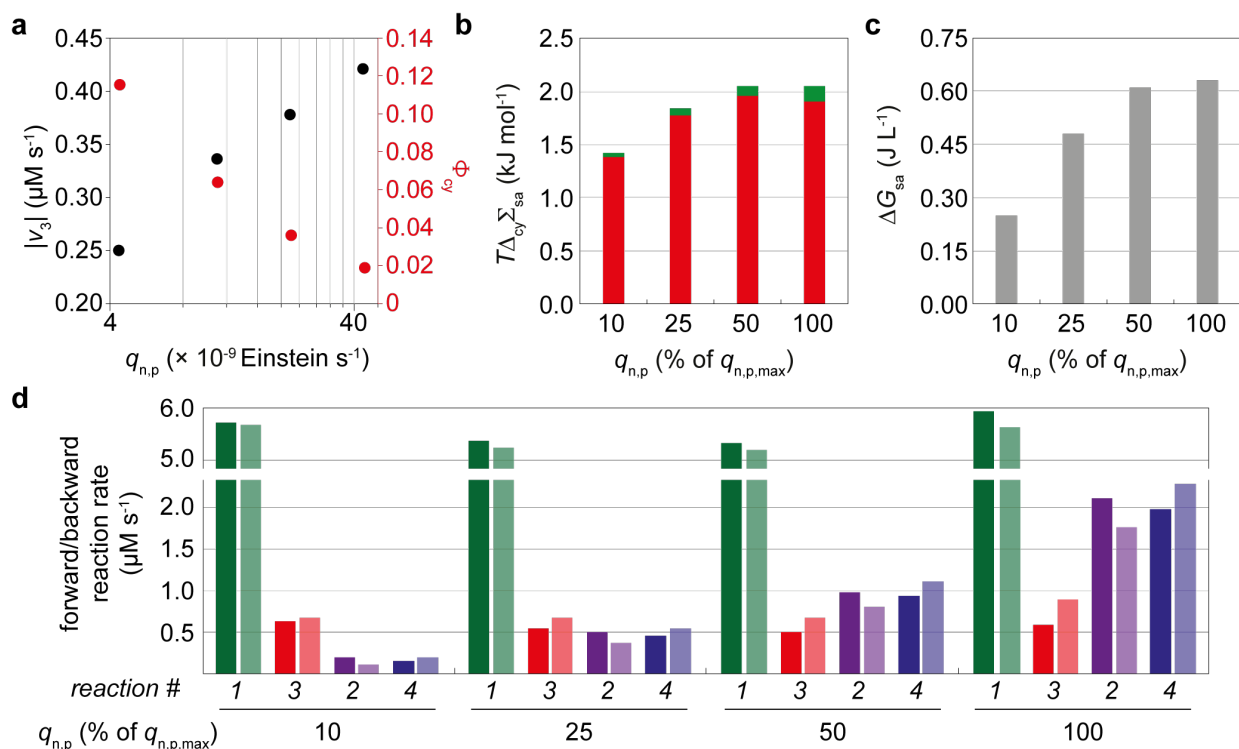 a
0.45
0.40
0.35
0.30
0.25
0.20
|v₃| (µM s⁻¹)
0.14
0.12
0.10
0.08
0.06
0.04
0.02
0
Φcy
4
40
qn,p (× 10⁻⁹ Einstein s⁻¹)
b
2.5
2.0
1.5
1.0
0.5
0.0
TΔcyΣsa (kJ mol⁻¹)
10 25 50 100
qn,p (% of qn,p,max)
c
0.75
0.60
0.45
0.30
0.15
0.00
ΔGsa (J L⁻¹)
10 25 50 100
qn,p (% of qn,p,max)
d
forward/backward
reaction rate
(µM s⁻¹)
6.0
5.0
2.0
1.5
1.0
0.5
reaction # 1 3 2 4 1 3 2 4 1 3 2 4 1 3 2 4
qn,p (% of qn,p,max) 10 25 50 100